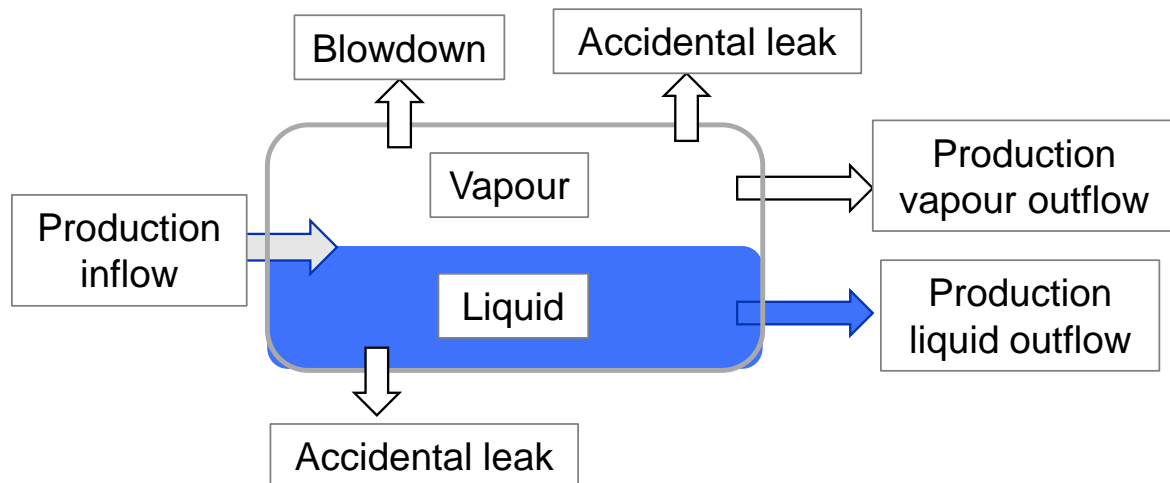 Blowdown
Accidental leak
Production
vapour outflow
Vapour
Production
inflow
Liquid
Production
liquid outflow
Accidental leak